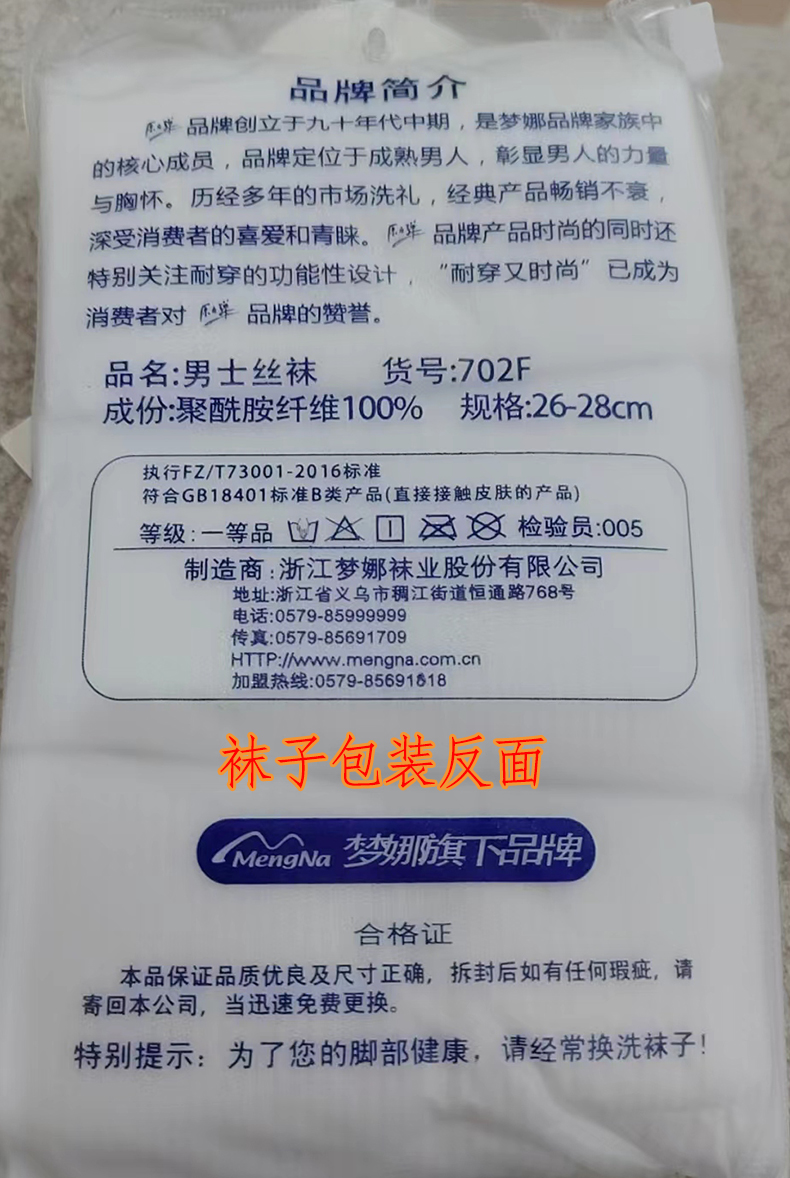 品牌简介
品牌创立于九十年代中期，是梦娜品牌家族中
的核心成员，品牌定位于成熟男人，彰显男人的力量
与胸怀。历经多年的市场洗礼，经典产品畅销不衰，
深受消费者的喜爱和青睐。 品牌产品时尚的同时还
特别关注耐穿的功能性设计，“耐穿又时尚”已成为
消费者对 品牌的赞誉。
品名:男士丝袜 货号:702F
成份:聚酰胺纤维100% 规格:26-28cm
执行FZ/T73001-2016标准
符合GB18401标准B类产品(直接接触皮肤的产品)
等级:一等品 检验员:005
制造商:浙江梦娜袜业股份有限公司
地址:浙江省义乌市稠江街道恒通路768号
电话:0579-85999999
传真:0579-85691709
HTTP://www.mengna.com.cn
加盟热线:0579-85691818
袜子包装反面
MengNa 梦娜旗下品牌
合格证
本品保证品质优良及尺寸正确，拆封后如有任何瑕疵，请
寄回本公司，当迅速免费更换。
特别提示：为了您的脚部健康，请经常换洗袜子!